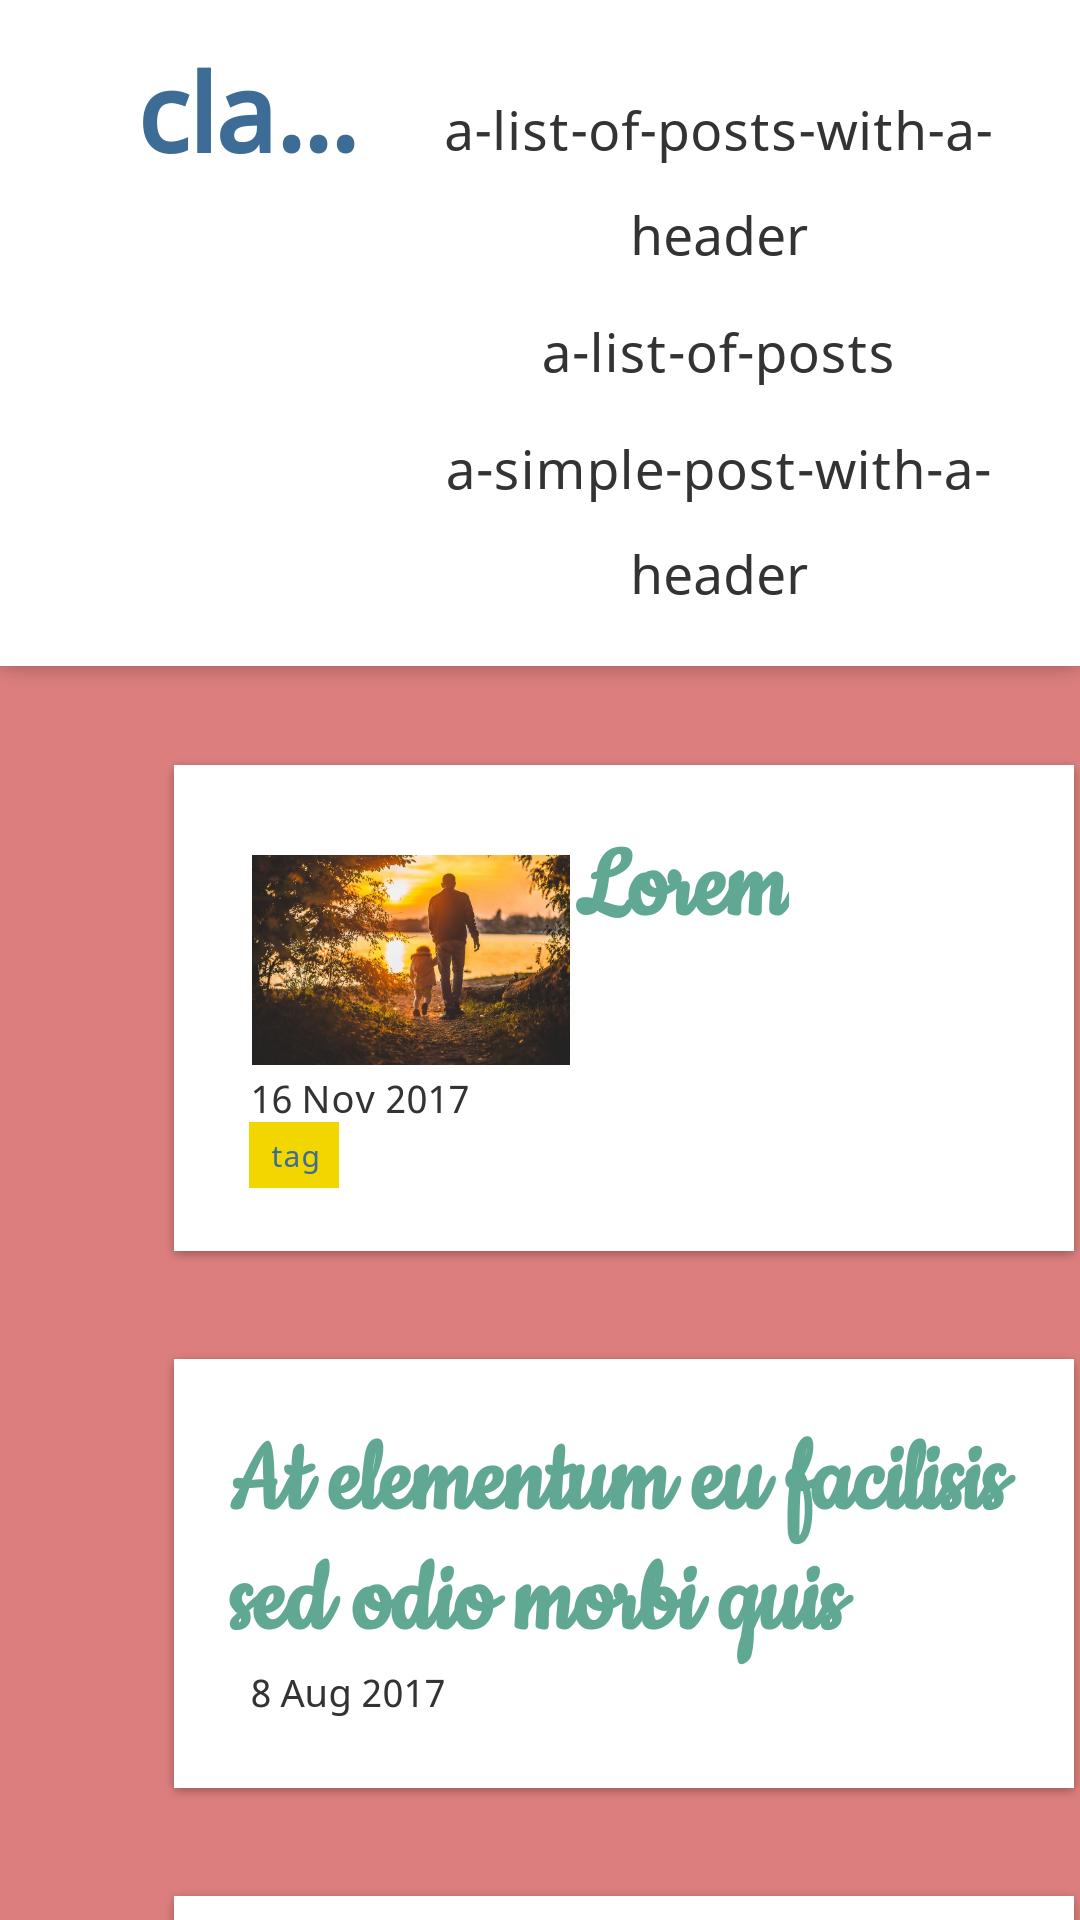 cla...
a-list-of-posts-with-a-
header
a-list-of-posts
a-simple-post-with-a-
header
Lorem
16 Nov 2017
tag
At elementum eu facilisis
sed odio morbi quis
8 Aug 2017